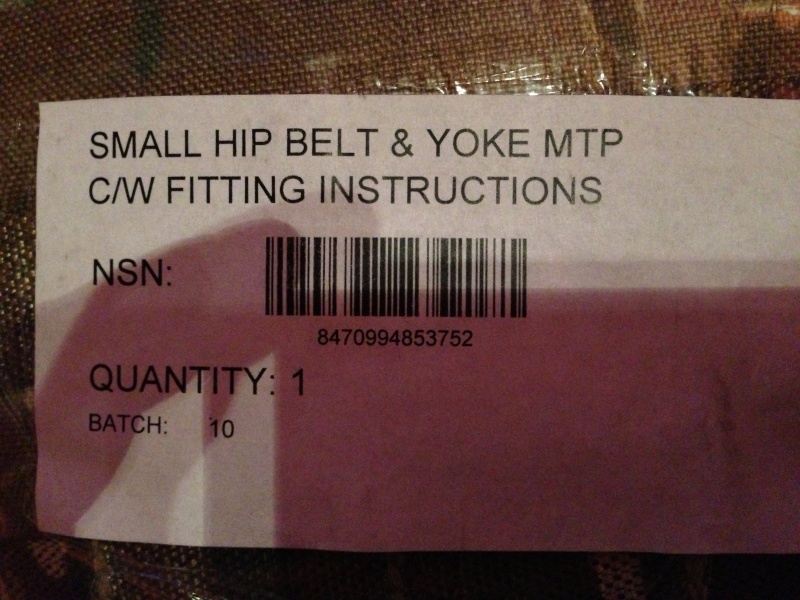 SMALL HIP BELT & YOKE MTP
C/W FITTING INSTRUCTIONS
NSN:
8470994853752
QUANTITY: 1
BATCH: 10